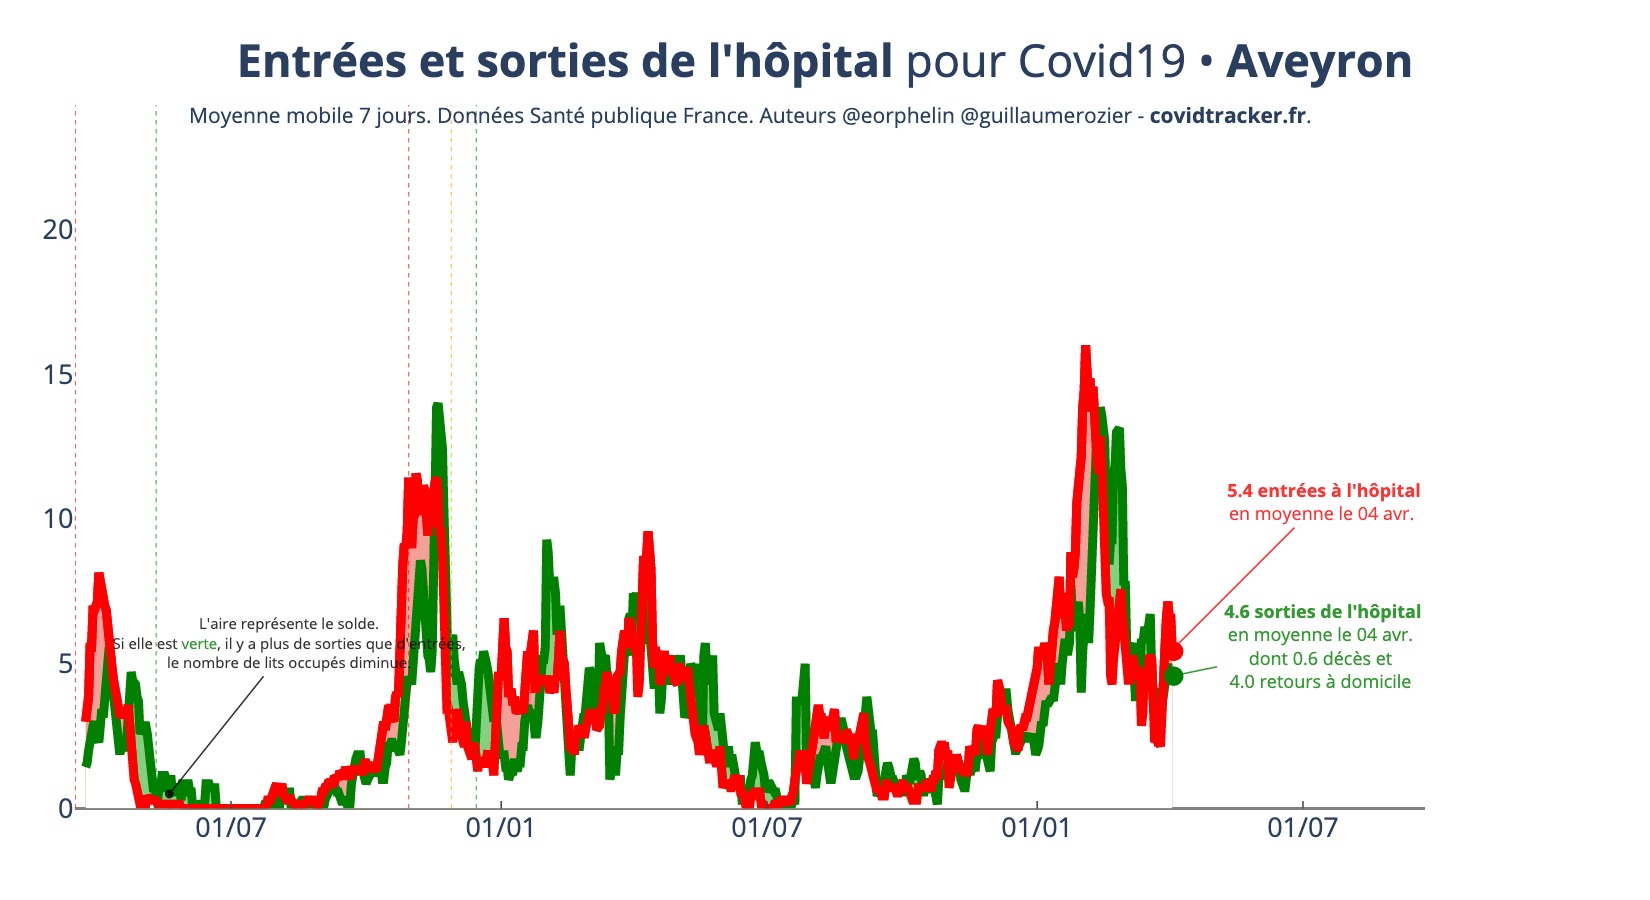 Entrées et sorties de l'hôpital pour Covid19 • Aveyron
Moyenne mobile 7 jours. Données Santé publique France. Auteurs @eorphelin @guillaumerozier - covidtracker.fr.
20
15
10
5
0
L'aire représente le solde.
Si elle est verte, il y a plus de sorties que d'entrées,
le nombre de lits occupés diminue.
5.4 entrées à l'hôpital
en moyenne le 04 avr.
4.6 sorties de l'hôpital
en moyenne le 04 avr.
dont 0.6 décès et
4.0 retours à domicile
01/07
01/01
01/07
01/01
01/07